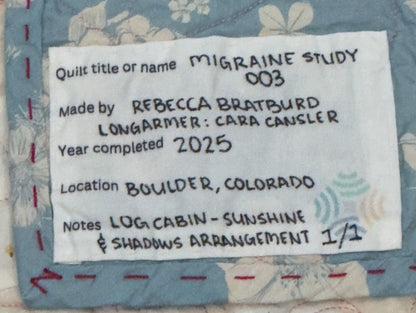 Quilt title or name MIGRAINE STUDY
003
Made by REBECCA BRATBURD
LONGARMER: CARA CANSLER
Year completed 2025
Location BOULDER, COLORADO
Notes LOG CABIN - SUNSHINE
& SHADOWS ARRANGEMENT 1/1